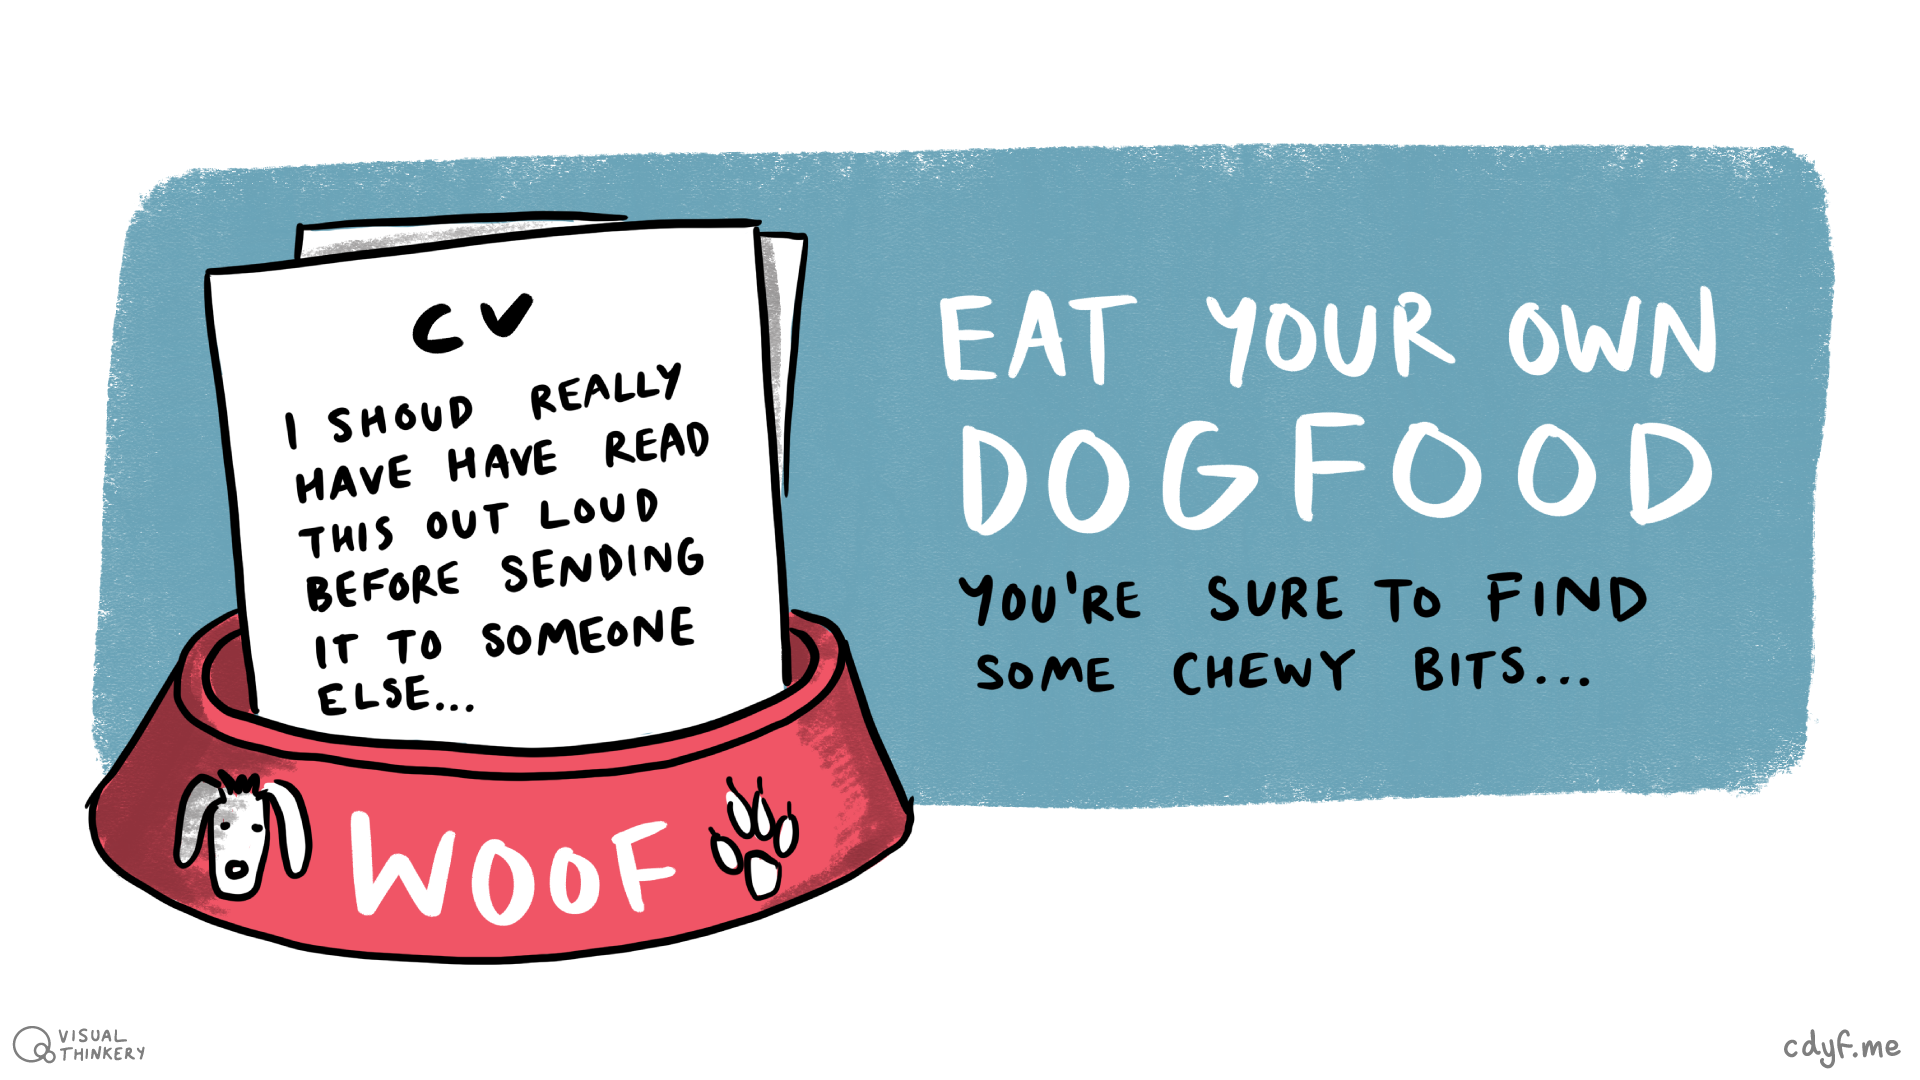 CV
I SHOUD REALLY
HAVE HAVE READ
THIS OUT LOUD
BEFORE SENDING
IT TO SOMEONE
ELSE...
WOOF
EAT YOUR OWN
DOGFOOD
YOU'RE SURE TO FIND
SOME CHEWY BITS...
VISUAL
THINKERY
cdyf.me